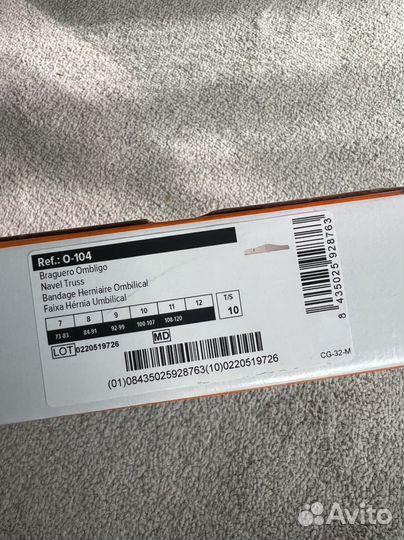 Ref.: O-104
Braguero Ombligo
Navel Truss
Bandage Herniaire Ombilical
Faixa Hérnia Umbilical
7 8 9 10 11 12 T/S
73-83 84-91 92-99 100-107 108-120 10
LOT 0220519726
MD
(01)08435025928763(10)0220519726
8 435025 928763
CG-32-M
Avito